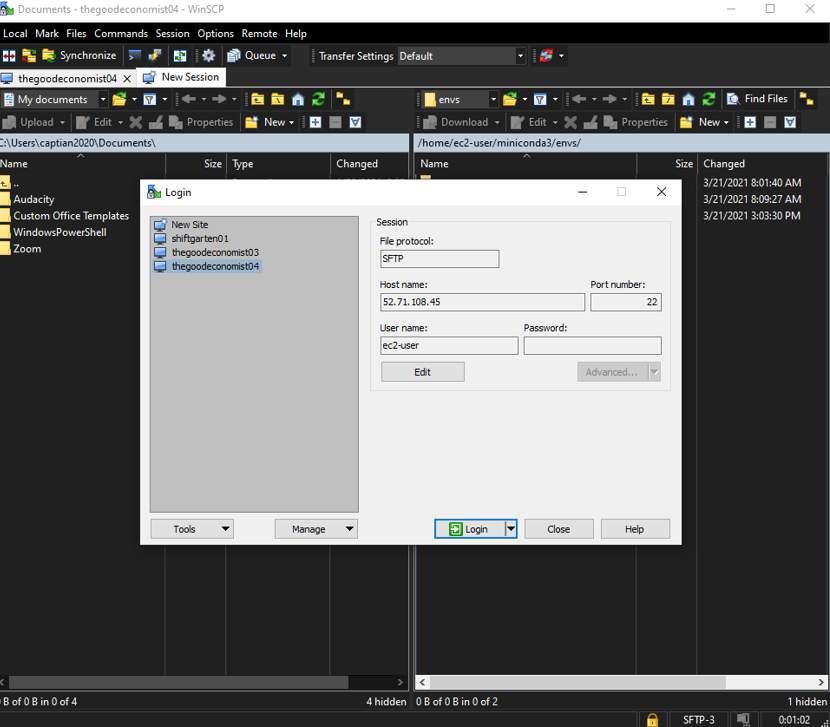 Documents - thegoodeconomist04 - WinSCP
Local Mark Files Commands Session Options Remote Help
Synchronize Queue Transfer Settings Default
thegoodeconomist04 New Session
My documents envs Find Files
Upload Edit Properties New Download Edit Properties New
C:\Users\captian2020\Documents\ /home/ec2-user/miniconda3/envs/
Name Size Type Changed Name Size Changed
..
Audacity
Custom Office Templates
WindowsPowerShell
Zoom
3/21/2021 8:01:40 AM
3/21/2021 8:09:27 AM
3/21/2021 3:03:30 PM
Login
New Site
shiftgarten01
thegoodeconomist03
thegoodeconomist04
Session
File protocol:
SFTP
Host name: Port number:
52.71.108.45 22
User name: Password:
ec2-user
Edit Advanced...
Tools Manage Login Close Help
B of 0 B in 0 of 4 4 hidden 0 B of 0 B in 0 of 2 1 hidden
SFTP-3 0:01:02